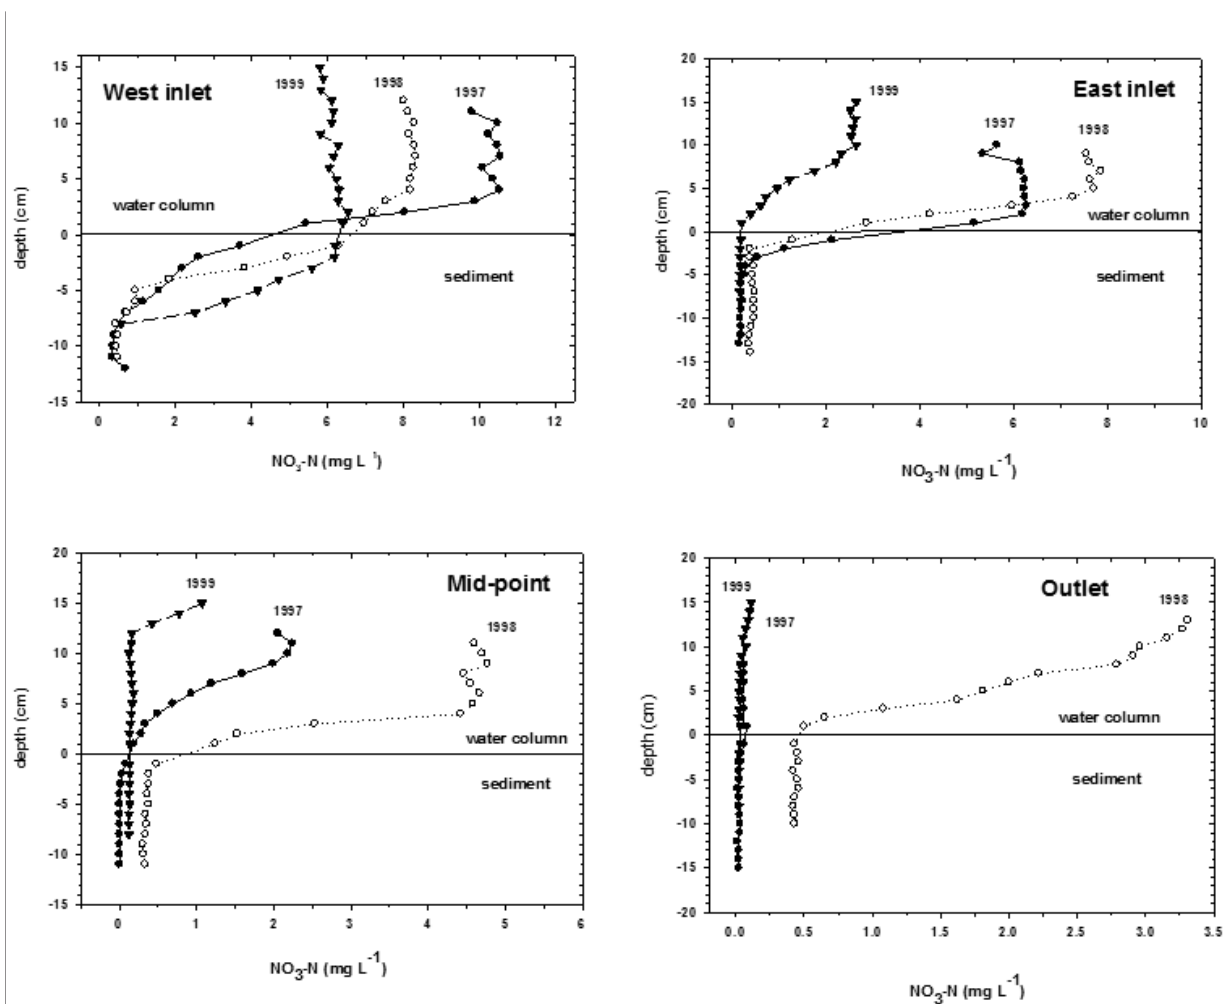 West inlet
1999
1998
1997
15
10
5
0
-5
-10
-15
depth (cm)
water column
sediment
0 2 4 6 8 10 12
NO3-N (mg L-1)
East inlet
1999
1997
1998
20
15
10
5
0
-5
-10
-15
-20
depth (cm)
water column
sediment
0 2 4 6 8 10
NO3-N (mg L-1)
Mid-point
1999
1997
1998
20
15
10
5
0
-5
-10
-15
depth (cm)
water column
sediment
0 1 2 3 4 5 6
NO3-N (mg L-1)
Outlet
1999
1997
1998
20
15
10
5
0
-5
-10
-15
-20
depth (cm)
water column
sediment
0.0 0.5 1.0 1.5 2.0 2.5 3.0 3.5
NO3-N (mg L-1)